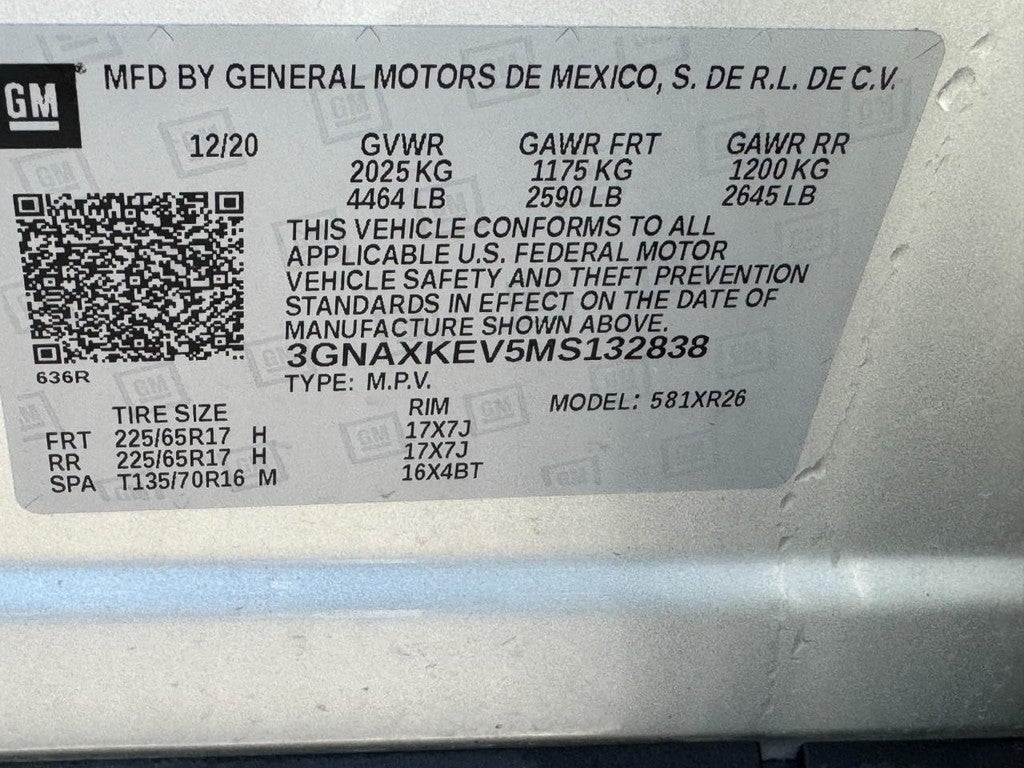 GM MFD BY GENERAL MOTORS DE MEXICO, S. DE R.L. DE C.V.
12/20 GVWR GAWR FRT GAWR RR
2025 KG 1175 KG 1200 KG
4464 LB 2590 LB 2645 LB
THIS VEHICLE CONFORMS TO ALL
APPLICABLE U.S. FEDERAL MOTOR
VEHICLE SAFETY AND THEFT PREVENTION
STANDARDS IN EFFECT ON THE DATE OF
MANUFACTURE SHOWN ABOVE.
3GNAXKEV5MS132838
636R
TYPE: M.P.V.
TIRE SIZE RIM MODEL: 581XR26
FRT 225/65R17 H 17X7J
RR 225/65R17 H 17X7J
SPA T135/70R16 M 16X4BT